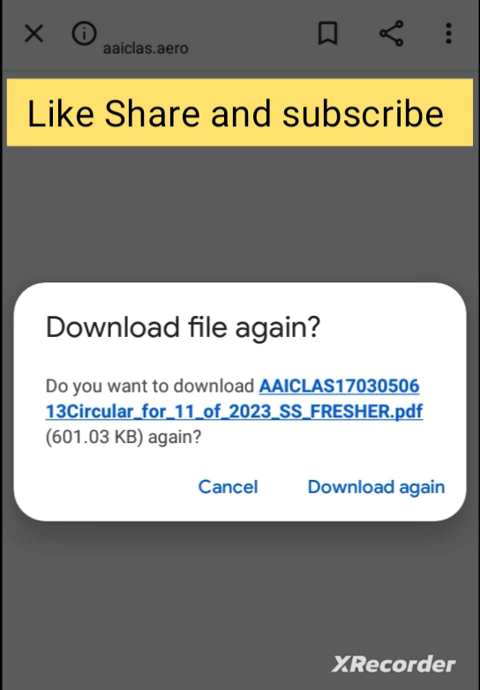 aaiclas.aero
Like Share and subscribe
Download file again?
Do you want to download AAICLAS17030506
13Circular_for_11_of_2023_SS_FRESHER.pdf
(601.03 KB) again?
Cancel Download again
XRecorder